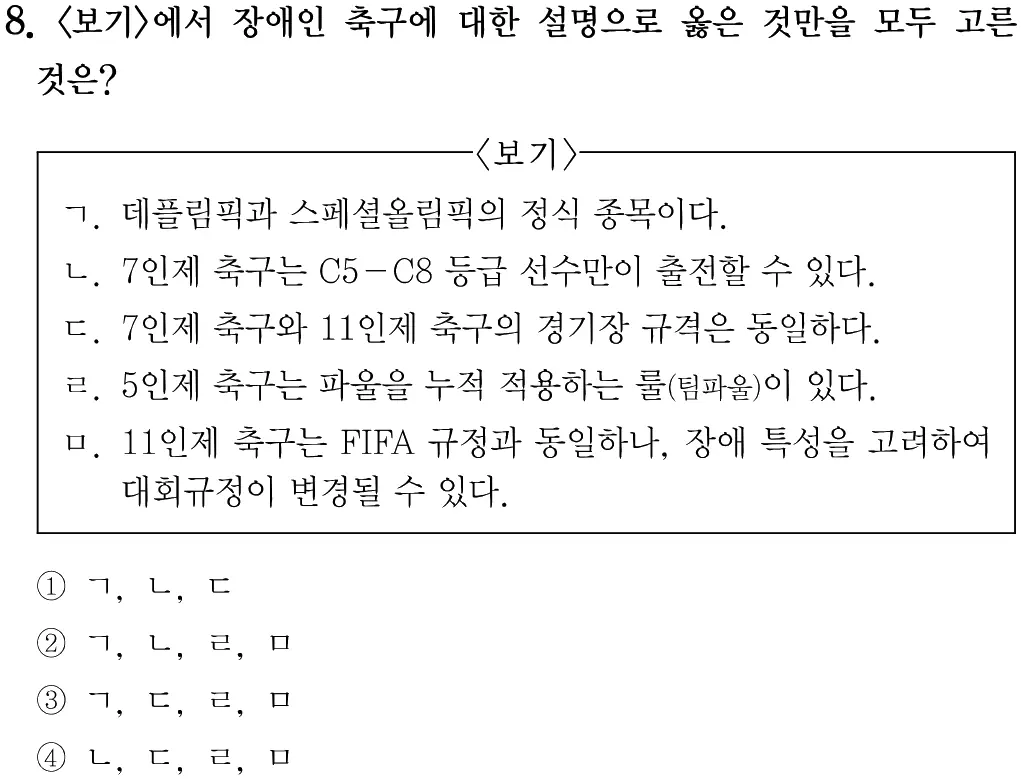 8. 〈보기〉에서 장애인 축구에 대한 설명으로 옳은 것만을 모두 고른
것은?
〈보기〉
ㄱ. 데플림픽과 스페셜올림픽의 정식 종목이다.
ㄴ. 7인제 축구는 C5－C8 등급 선수만이 출전할 수 있다.
ㄷ. 7인제 축구와 11인제 축구의 경기장 규격은 동일하다.
ㄹ. 5인제 축구는 파울을 누적 적용하는 룰(팀파울)이 있다.
ㅁ. 11인제 축구는 FIFA 규정과 동일하나, 장애 특성을 고려하여
대회규정이 변경될 수 있다.
① ㄱ, ㄴ, ㄷ
② ㄱ, ㄴ, ㄹ, ㅁ
③ ㄱ, ㄷ, ㄹ, ㅁ
④ ㄴ, ㄷ, ㄹ, ㅁ